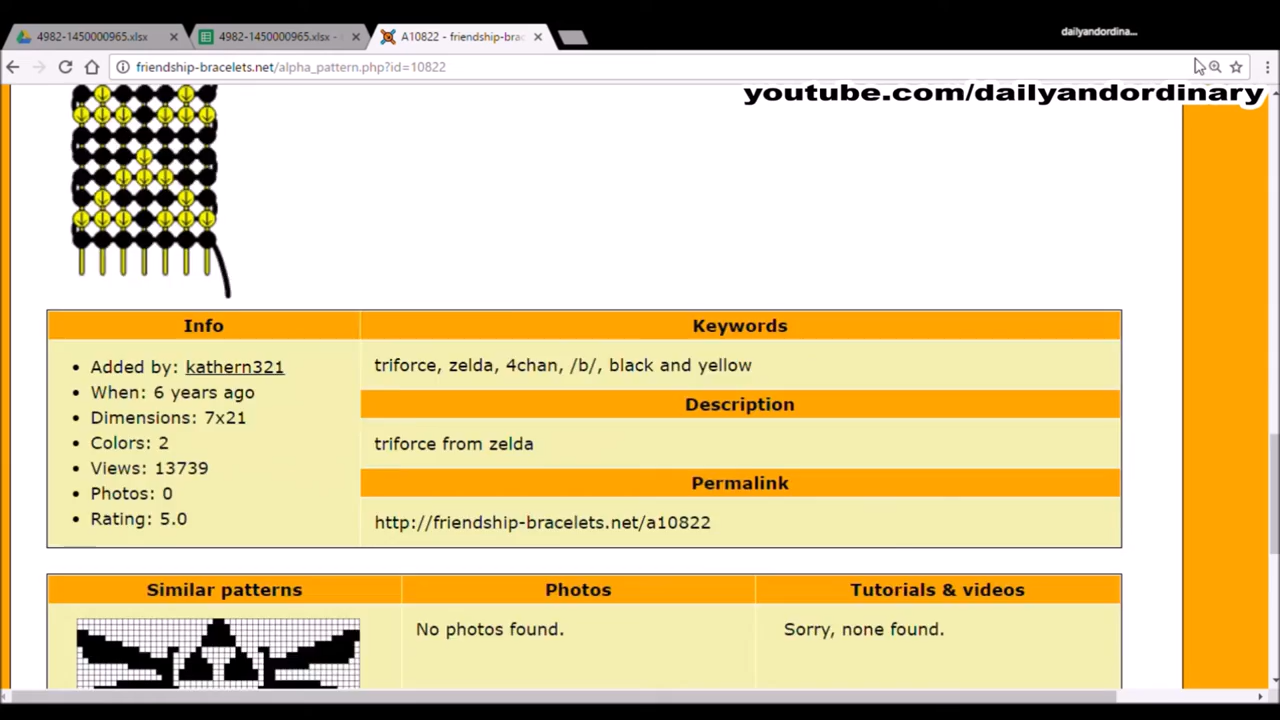 4982-1450000965.xlsx
4982-1450000965.xlsx -
A10822 - friendship-brac
dailyandordina...
friendship-bracelets.net/alpha_pattern.php?id=10822
youtube.com/dailyandordinary
Info
Keywords
Added by: kathern321
When: 6 years ago
Dimensions: 7x21
Colors: 2
Views: 13739
Photos: 0
Rating: 5.0
triforce, zelda, 4chan, /b/, black and yellow
Description
triforce from zelda
Permalink
http://friendship-bracelets.net/a10822
Similar patterns
Photos
Tutorials & videos
No photos found.
Sorry, none found.